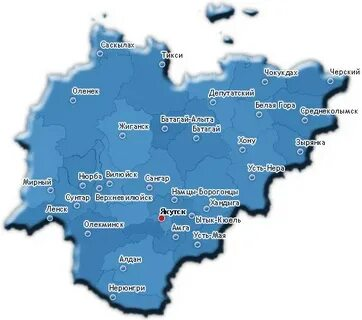 Саскылах
Тикси
Чокурдах
Черский
Оленек
Депутатский
Белая Гора
Среднеколымск
Батагай-Алыта
Батагай
Жиганск
Хону
Зырянка
Усть-Нера
Мирный
Нюрба
Вилюйск
Сангар
Сунтар
Верхневилюйск
Намцы
Борогонцы
Хандыга
Ленск
Якутск
Ытык-Кюель
Олекминск
Амга
Усть-Мая
Алдан
Нерюнгри